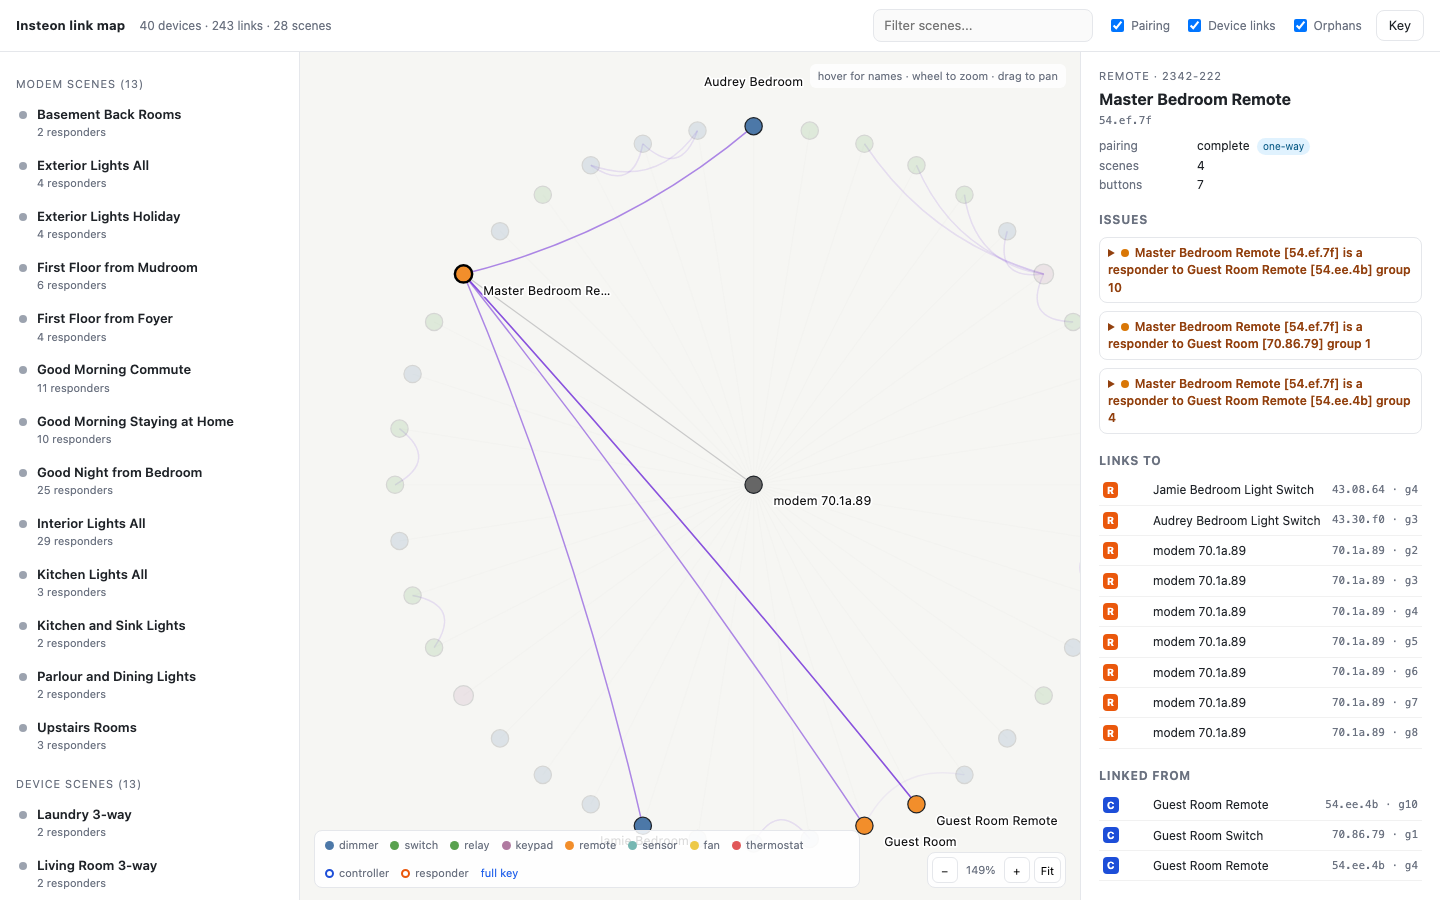 Insteon link map
40 devices · 243 links · 28 scenes
Filter scenes...
Pairing
Device links
Orphans
Key
MODEM SCENES (13)
Basement Back Rooms
2 responders
Exterior Lights All
4 responders
Exterior Lights Holiday
4 responders
First Floor from Mudroom
6 responders
First Floor from Foyer
4 responders
Good Morning Commute
11 responders
Good Morning Staying at Home
10 responders
Good Night from Bedroom
25 responders
Interior Lights All
29 responders
Kitchen Lights All
3 responders
Kitchen and Sink Lights
2 responders
Parlour and Dining Lights
2 responders
Upstairs Rooms
3 responders
DEVICE SCENES (13)
Laundry 3-way
2 responders
Living Room 3-way
2 responders
hover for names · wheel to zoom · drag to pan
Audrey Bedroom
Master Bedroom Re...
modem 70.1a.89
Guest Room Remote
Guest Room
Jamie Bedroom
dimmer
switch
relay
keypad
remote
sensor
fan
thermostat
controller
responder
full key
−
149%
+
Fit
REMOTE · 2342-222
Master Bedroom Remote
54.ef.7f
pairing complete one-way
scenes 4
buttons 7
ISSUES
Master Bedroom Remote [54.ef.7f] is a
responder to Guest Room Remote [54.ee.4b] group
10
Master Bedroom Remote [54.ef.7f] is a
responder to Guest Room [70.86.79] group 1
Master Bedroom Remote [54.ef.7f] is a
responder to Guest Room Remote [54.ee.4b] group
4
LINKS TO
R Jamie Bedroom Light Switch 43.08.64 · g4
R Audrey Bedroom Light Switch 43.30.f0 · g3
R modem 70.1a.89 70.1a.89 · g2
R modem 70.1a.89 70.1a.89 · g3
R modem 70.1a.89 70.1a.89 · g4
R modem 70.1a.89 70.1a.89 · g5
R modem 70.1a.89 70.1a.89 · g6
R modem 70.1a.89 70.1a.89 · g7
R modem 70.1a.89 70.1a.89 · g8
LINKED FROM
C Guest Room Remote 54.ee.4b · g10
C Guest Room Switch 70.86.79 · g1
C Guest Room Remote 54.ee.4b · g4